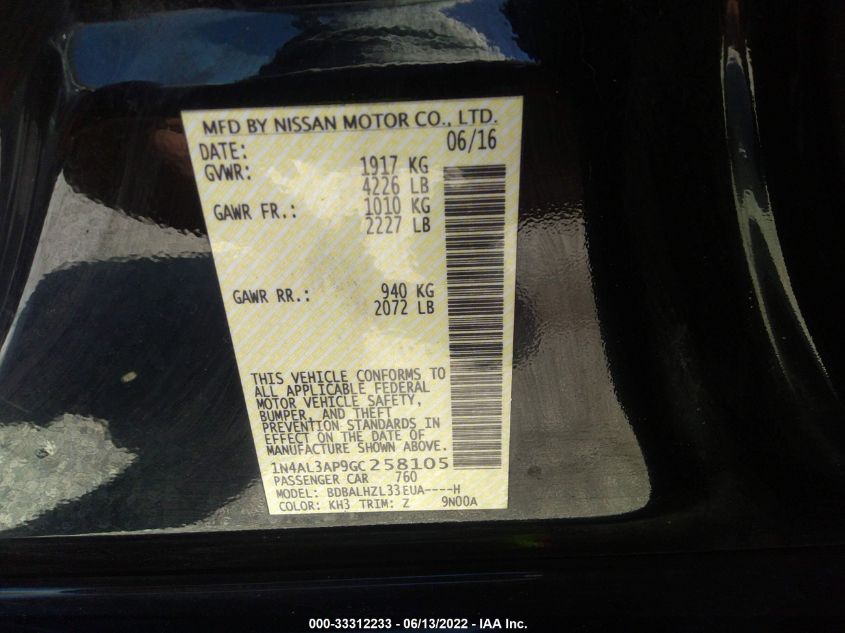 MFD BY NISSAN MOTOR CO., LTD.
DATE: 06/16
GVWR: 1917 KG
4226 LB
GAWR FR.: 1010 KG
2227 LB
GAWR RR.: 940 KG
2072 LB
THIS VEHICLE CONFORMS TO
ALL APPLICABLE FEDERAL
MOTOR VEHICLE SAFETY,
BUMPER, AND THEFT
PREVENTION STANDARDS IN
EFFECT ON THE DATE OF
MANUFACTURE SHOWN ABOVE.
1N4AL3AP9GC258105
PASSENGER CAR 760
MODEL: BDBALHZL33EUA----H
COLOR: KH3 TRIM: Z 9N00A
000-33312233 - 06/13/2022 - IAA Inc.